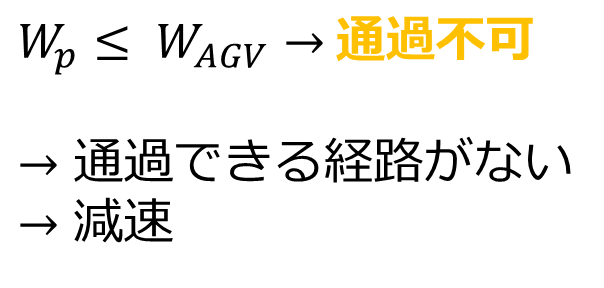 W_p ≤ W_AGV → 通過不可
→ 通過できる経路がない
→ 減速